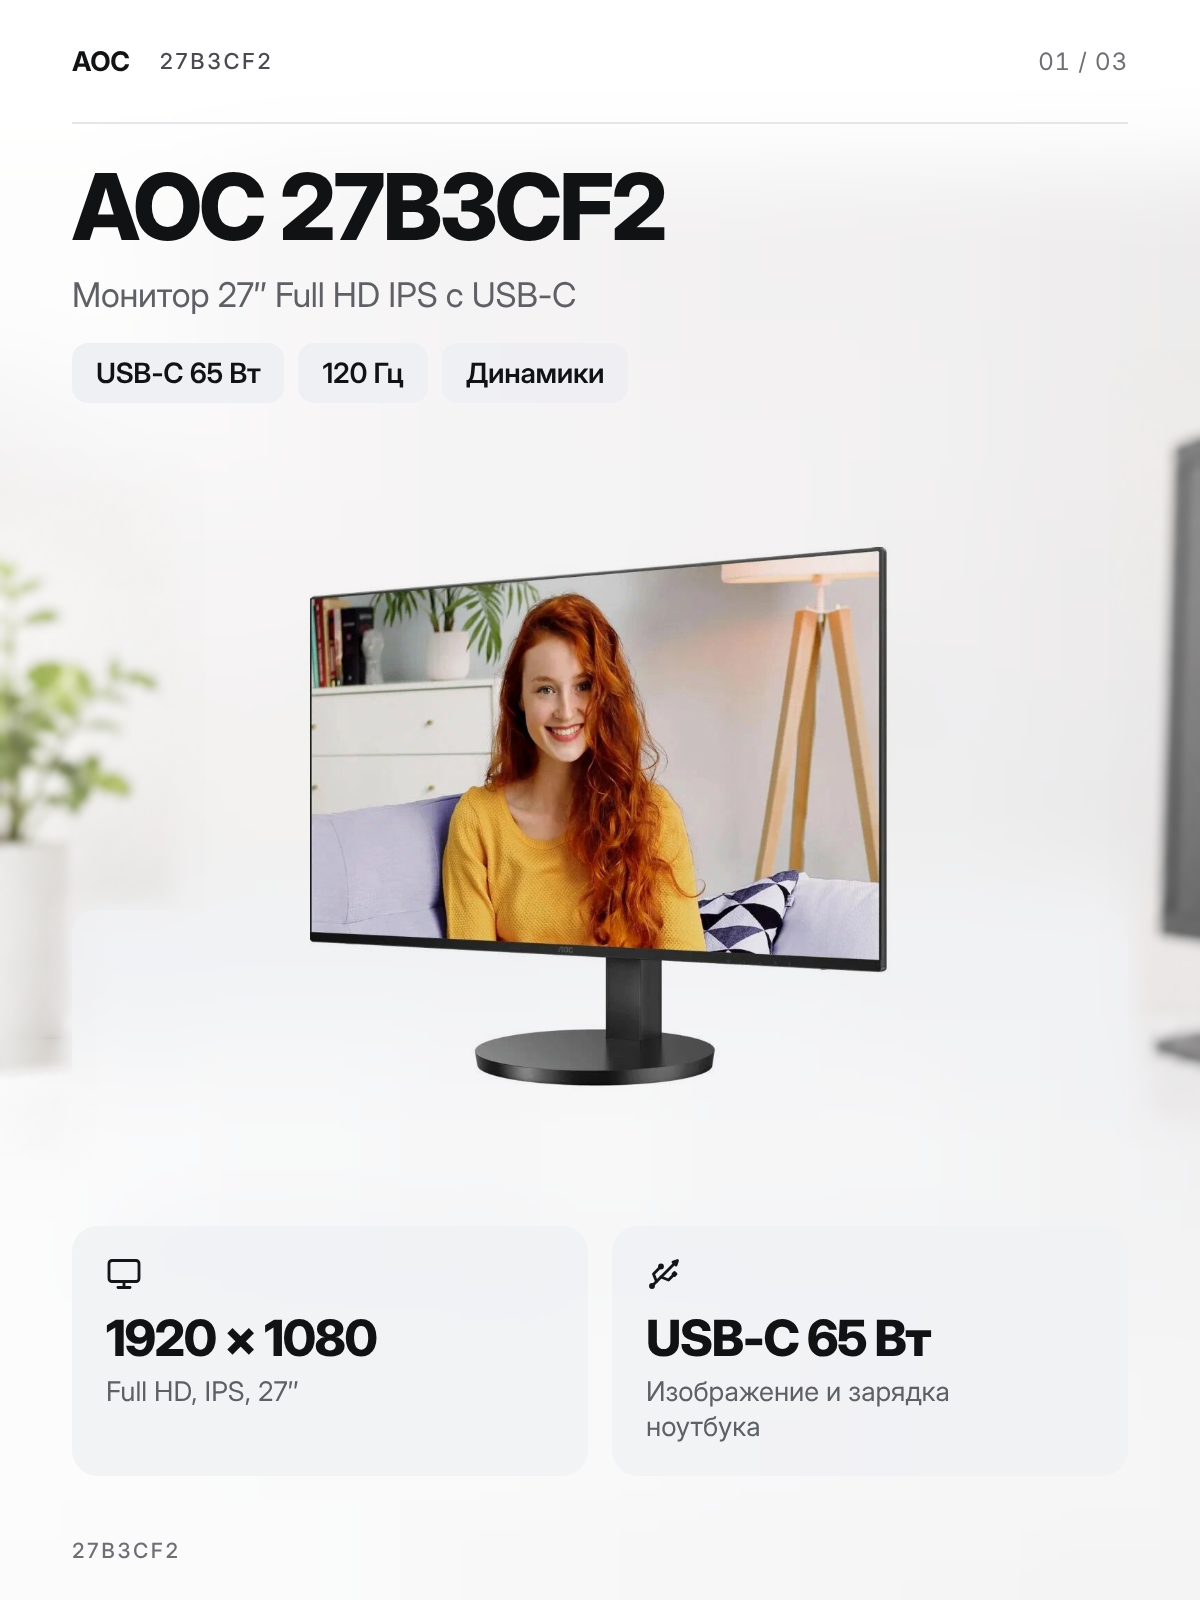 AOC 27B3CF2 01 / 03
AOC 27B3CF2
Монитор 27″ Full HD IPS с USB-C
USB-C 65 Вт 120 Гц Динамики
AOC
1920 × 1080
Full HD, IPS, 27″
USB-C 65 Вт
Изображение и зарядка
ноутбука
27B3CF2